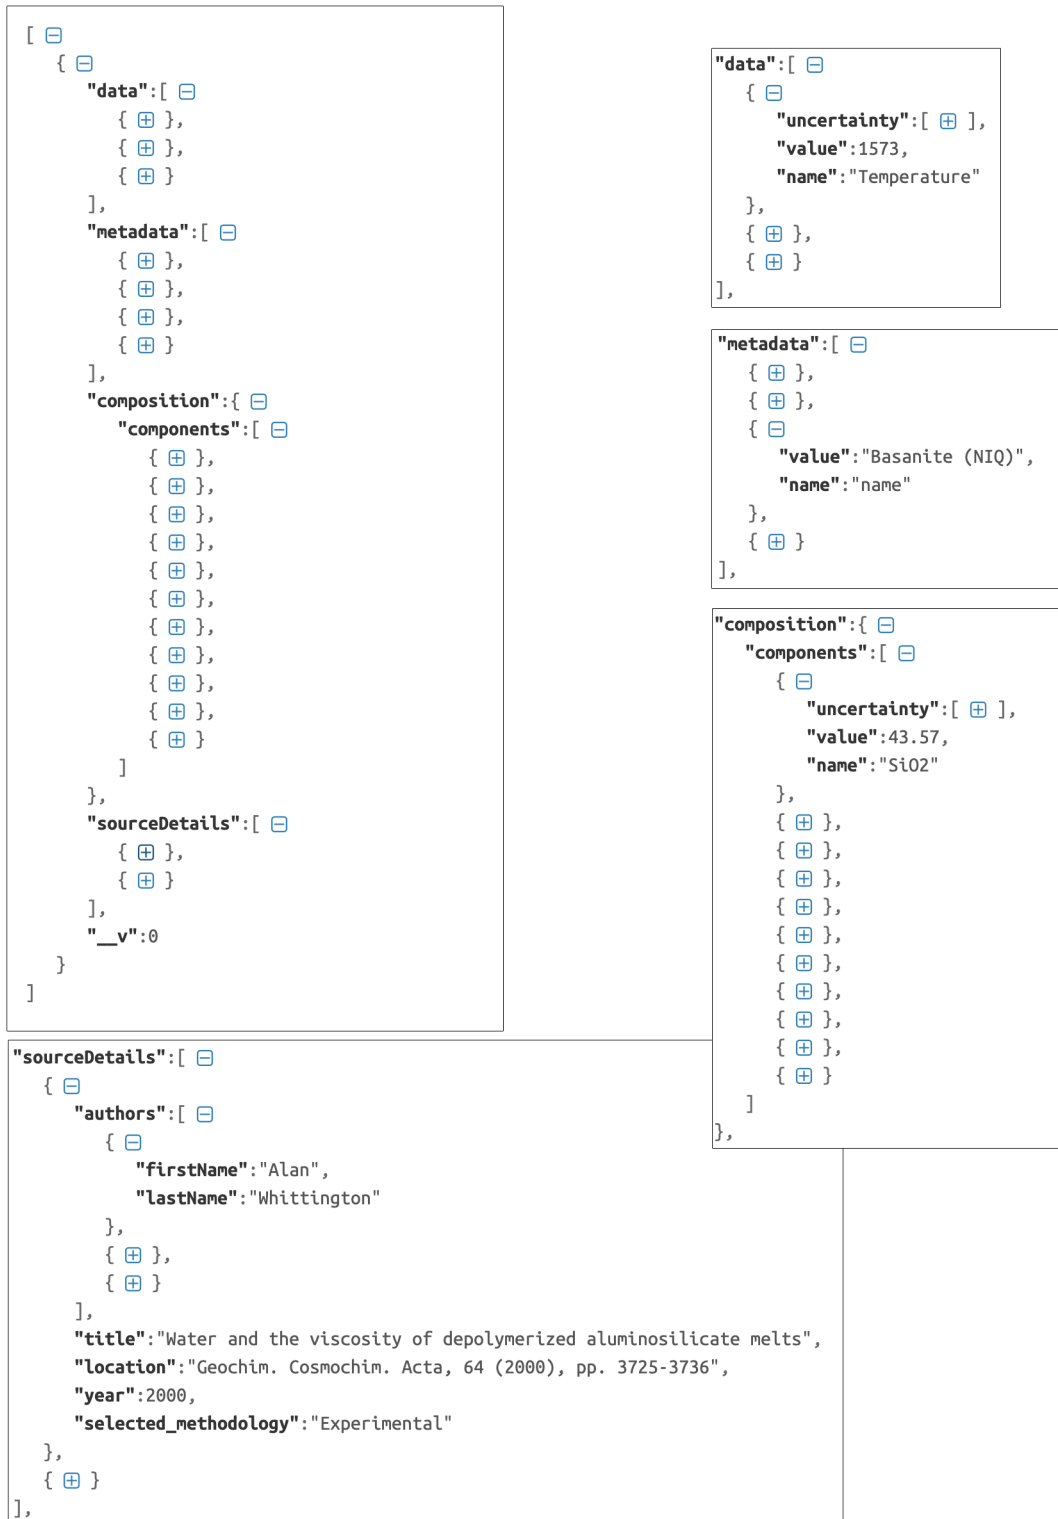 [
{
"data":[
{ },
{ },
{ }
],
"metadata":[
{ },
{ },
{ },
{ }
],
"composition":{
"components":[
{ },
{ },
{ },
{ },
{ },
{ },
{ },
{ },
{ },
{ },
{ }
]
},
"sourceDetails":[
{ },
{ }
],
"__v":0
}
]
"data":[
{
"uncertainty":[ ],
"value":1573,
"name":"Temperature"
},
{ },
{ }
],
"metadata":[
{ },
{ },
{
"value":"Basanite (NIQ)",
"name":"name"
},
{ }
],
"composition":{
"components":[
{
"uncertainty":[ ],
"value":43.57,
"name":"SiO2"
},
{ },
{ },
{ },
{ },
{ },
{ },
{ },
{ },
{ },
{ }
]
},
"sourceDetails":[
{
"authors":[
{
"firstName":"Alan",
"lastName":"Whittington"
},
{ },
{ }
],
"title":"Water and the viscosity of depolymerized aluminosilicate melts",
"location":"Geochim. Cosmochim. Acta, 64 (2000), pp. 3725-3736",
"year":2000,
"selected_methodology":"Experimental"
},
{ }
],